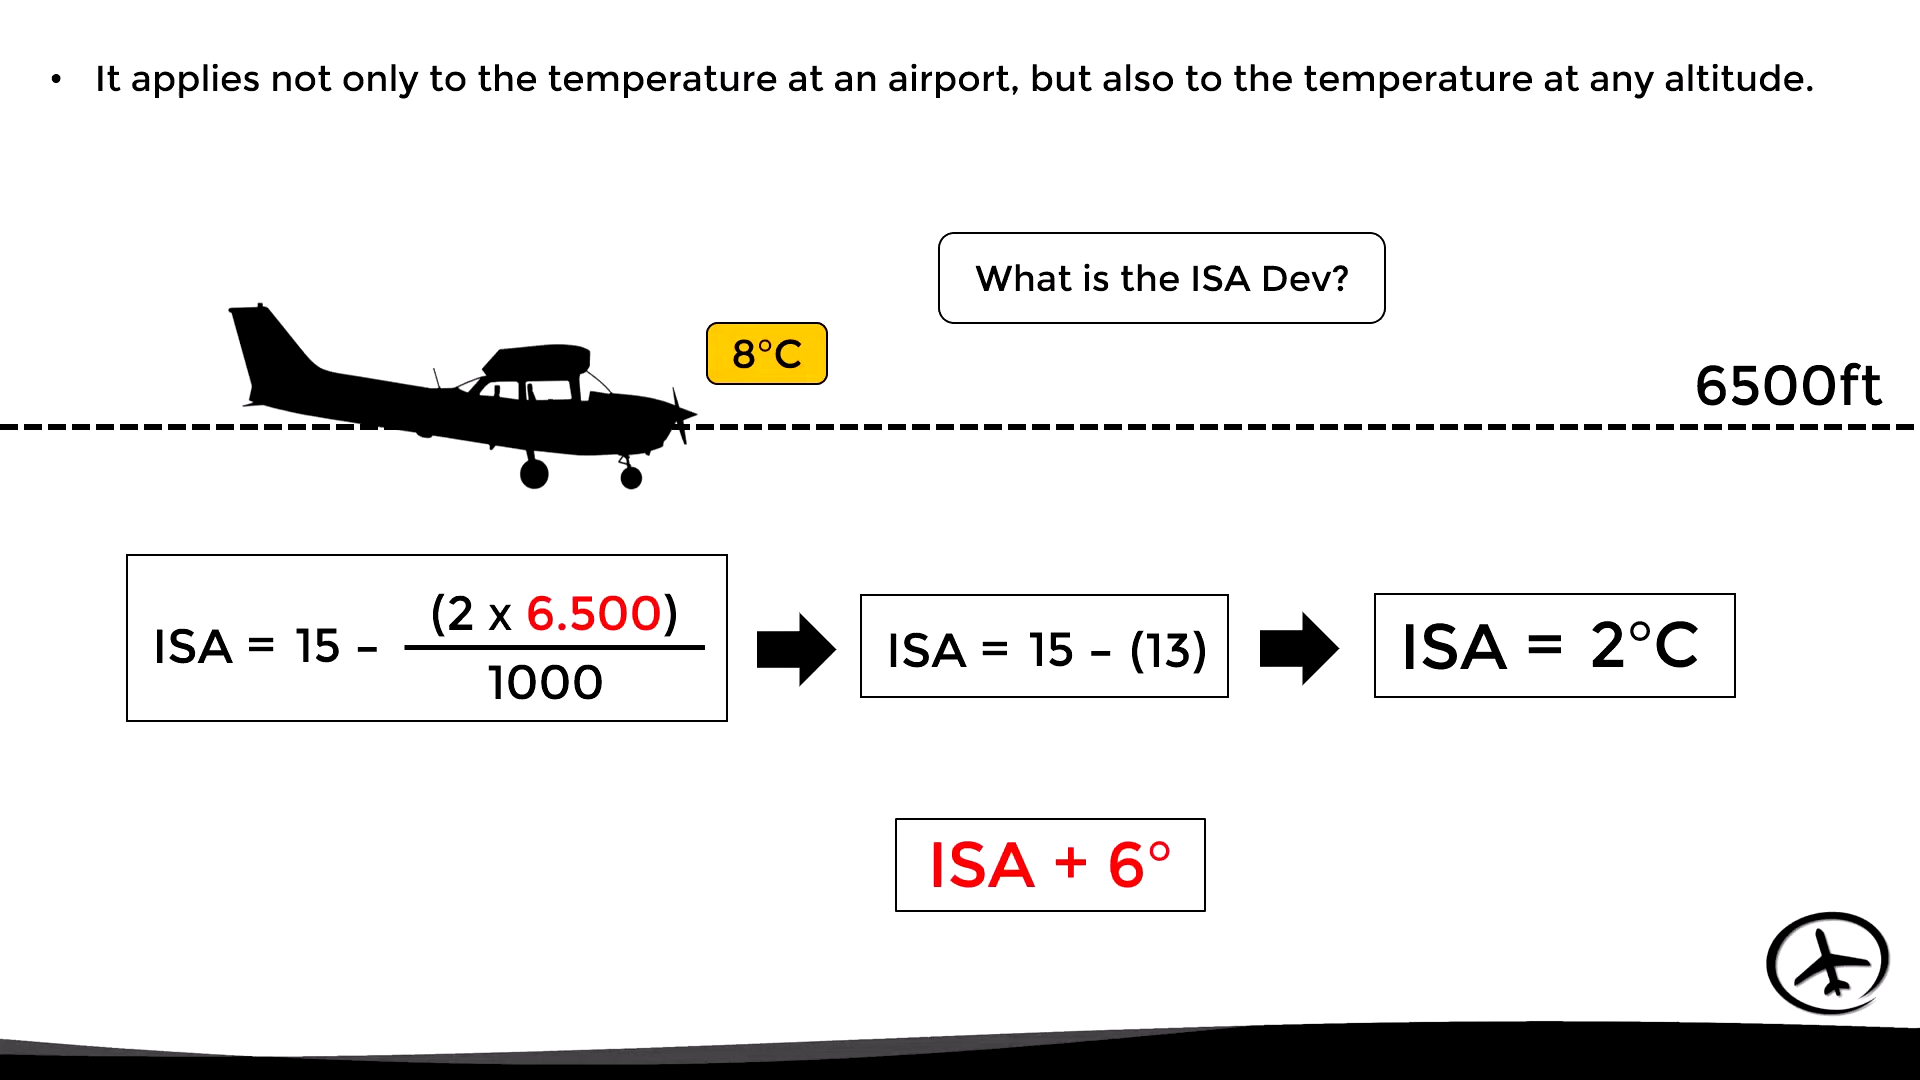 • It applies not only to the temperature at an airport, but also to the temperature at any altitude.
What is the ISA Dev?
8°C
6500ft
ISA = 15 - (2 x 6.500)
1000
ISA = 15 - (13)
ISA = 2°C
ISA + 6°